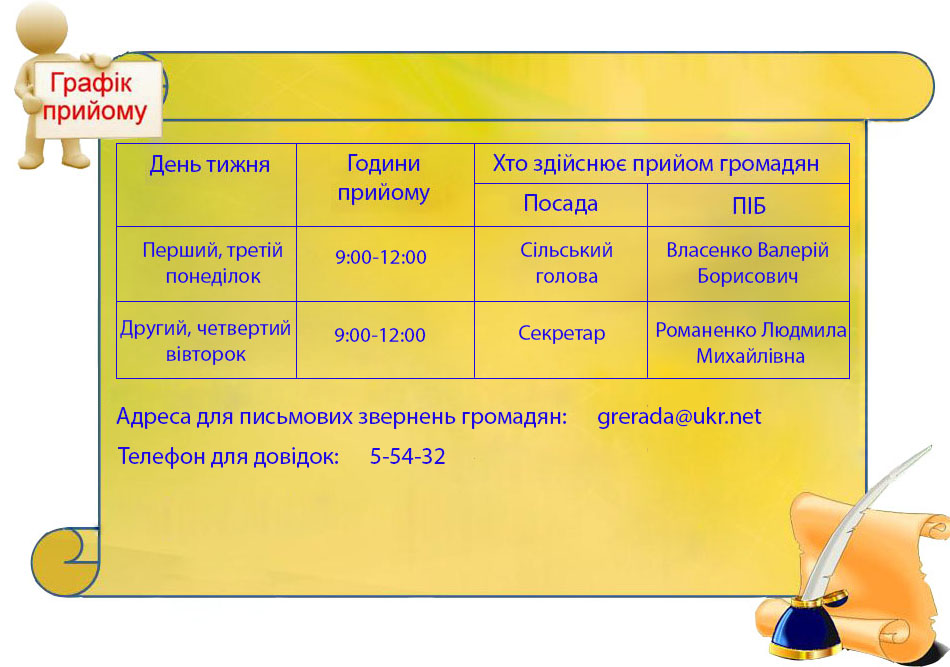 Графік
прийому
День тижня
Години
прийому
Хто здійснює прийом громадян
Посада
ПІБ
Перший, третій
понеділок
9:00-12:00
Сільський
голова
Власенко Валерій
Борисович
Другий, четвертий
вівторок
9:00-12:00
Секретар
Романенко Людмила
Михайлівна
Адреса для письмових звернень громадян: grerada@ukr.net
Телефон для довідок: 5-54-32